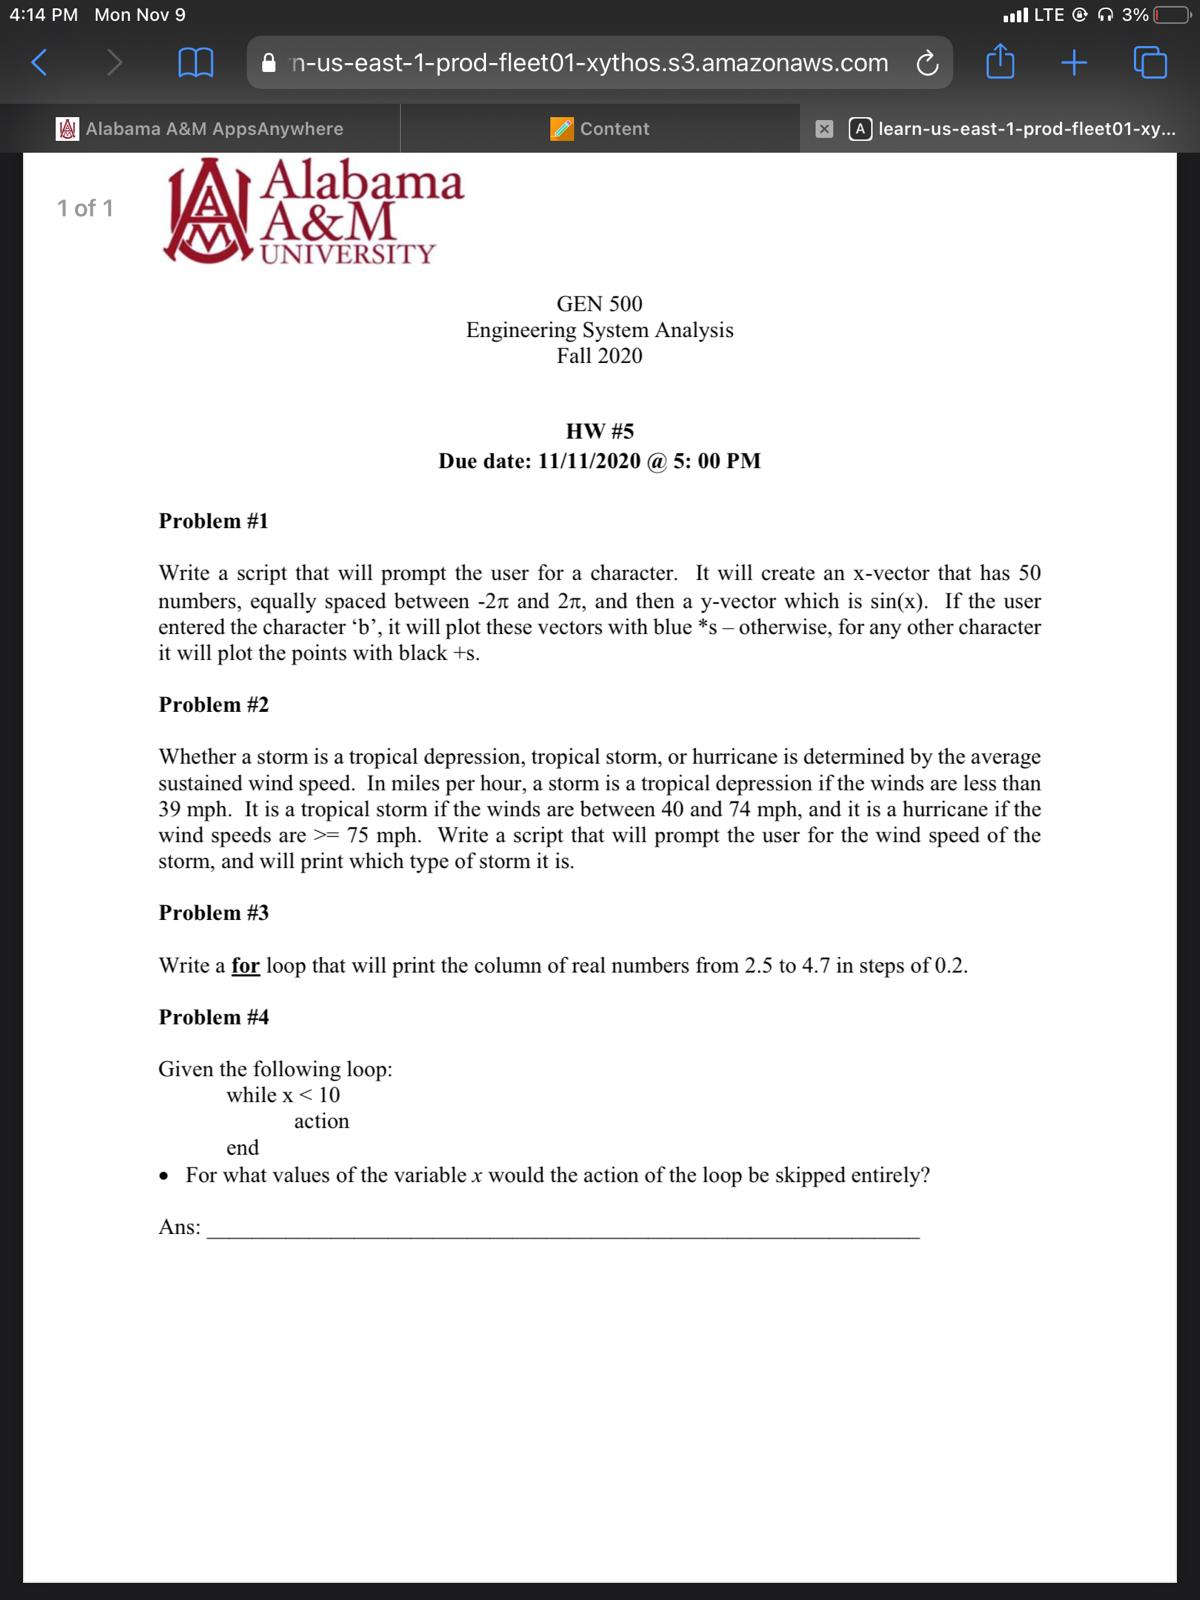 4:14 PM Mon Nov 9
LTE 3%
n-us-east-1-prod-fleet01-xythos.s3.amazonaws.com
Alabama A&M AppsAnywhere
Content
A learn-us-east-1-prod-fleet01-xy...
1 of 1
Alabama
A&M
UNIVERSITY
GEN 500
Engineering System Analysis
Fall 2020
HW #5
Due date: 11/11/2020 @ 5: 00 PM
Problem #1
Write a script that will prompt the user for a character. It will create an x-vector that has 50
numbers, equally spaced between -2π and 2π, and then a y-vector which is sin(x). If the user
entered the character ‘b’, it will plot these vectors with blue *s – otherwise, for any other character
it will plot the points with black +s.
Problem #2
Whether a storm is a tropical depression, tropical storm, or hurricane is determined by the average
sustained wind speed. In miles per hour, a storm is a tropical depression if the winds are less than
39 mph. It is a tropical storm if the winds are between 40 and 74 mph, and it is a hurricane if the
wind speeds are >= 75 mph. Write a script that will prompt the user for the wind speed of the
storm, and will print which type of storm it is.
Problem #3
Write a for loop that will print the column of real numbers from 2.5 to 4.7 in steps of 0.2.
Problem #4
Given the following loop:
while x < 10
action
end
• For what values of the variable x would the action of the loop be skipped entirely?
Ans: ____________________